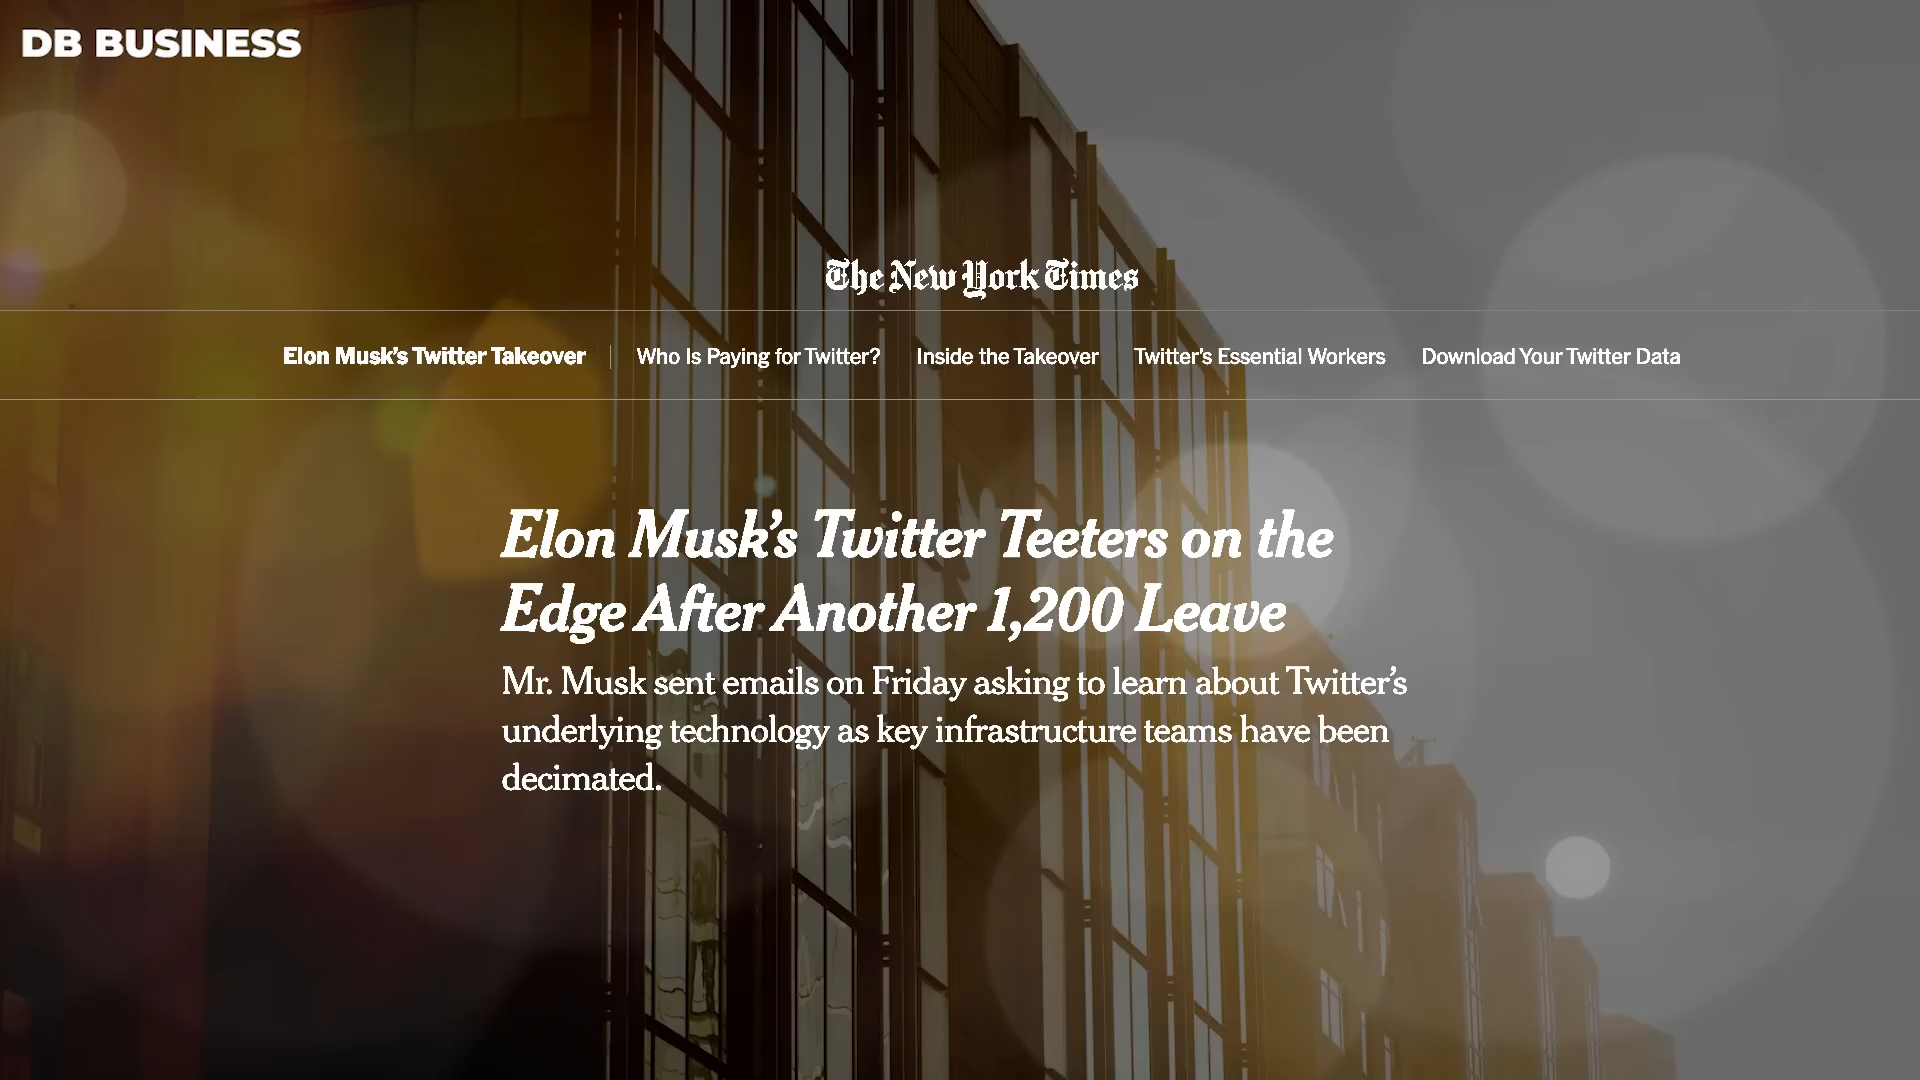 DB BUSINESS
The New York Times
Elon Musk's Twitter Takeover
Who Is Paying for Twitter?
Inside the Takeover
Twitter's Essential Workers
Download Your Twitter Data
Elon Musk's Twitter Teeters on the
Edge After Another 1,200 Leave
Mr. Musk sent emails on Friday asking to learn about Twitter's
underlying technology as key infrastructure teams have been
decimated.